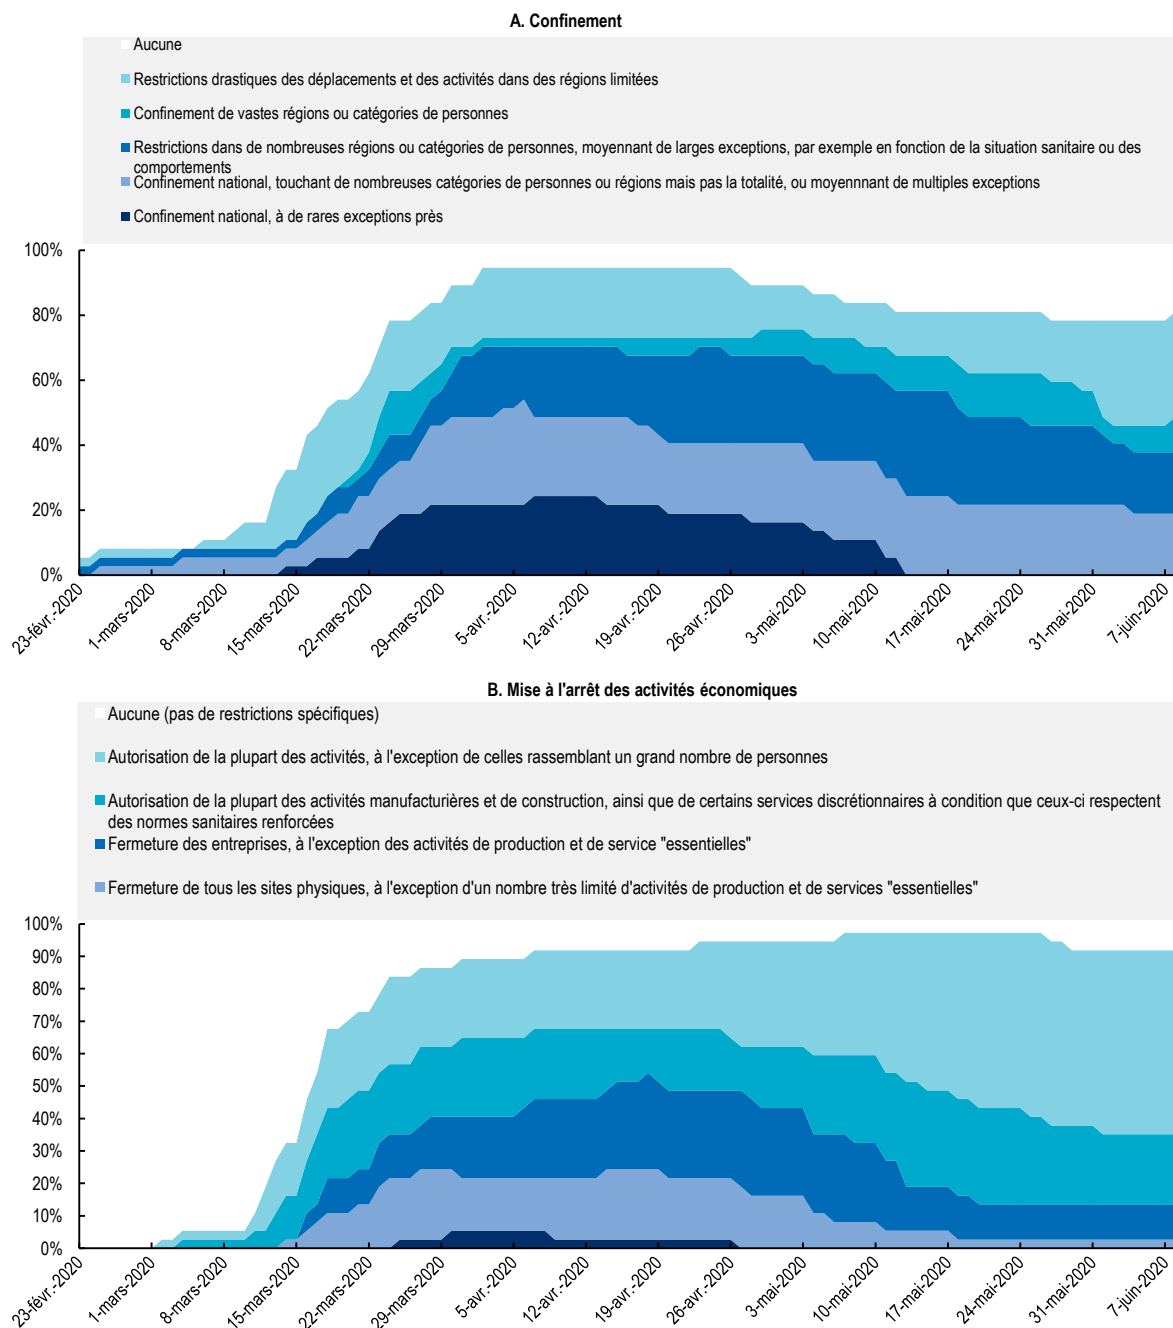 A. Confinement
Aucune
Restrictions drastiques des déplacements et des activités dans des régions limitées
Confinement de vastes régions ou catégories de personnes
Restrictions dans de nombreuses régions ou catégories de personnes, moyennant de larges exceptions, par exemple en fonction de la situation sanitaire ou des
comportements
Confinement national, touchant de nombreuses catégories de personnes ou régions mais pas la totalité, ou moyennnant de multiples exceptions
Confinement national, à de rares exceptions près
100%
80%
60%
40%
20%
0%
23-févr.-2020
1-mars-2020
8-mars-2020
15-mars-2020
22-mars-2020
29-mars-2020
5-avr.-2020
12-avr.-2020
19-avr.-2020
26-avr.-2020
3-mai-2020
10-mai-2020
17-mai-2020
24-mai-2020
31-mai-2020
7-juin-2020
B. Mise à l'arrêt des activités économiques
Aucune (pas de restrictions spécifiques)
Autorisation de la plupart des activités, à l'exception de celles rassemblant un grand nombre de personnes
Autorisation de la plupart des activités manufacturières et de construction, ainsi que de certains services discrétionnaires à condition que ceux-ci respectent
des normes sanitaires renforcées
Fermeture des entreprises, à l'exception des activités de production et de service "essentielles"
Fermeture de tous les sites physiques, à l'exception d'un nombre très limité d'activités de production et de services "essentielles"
100%
90%
80%
70%
60%
50%
40%
30%
20%
10%
0%
23-févr.-2020
1-mars-2020
8-mars-2020
15-mars-2020
22-mars-2020
29-mars-2020
5-avr.-2020
12-avr.-2020
19-avr.-2020
26-avr.-2020
3-mai-2020
10-mai-2020
17-mai-2020
24-mai-2020
31-mai-2020
7-juin-2020